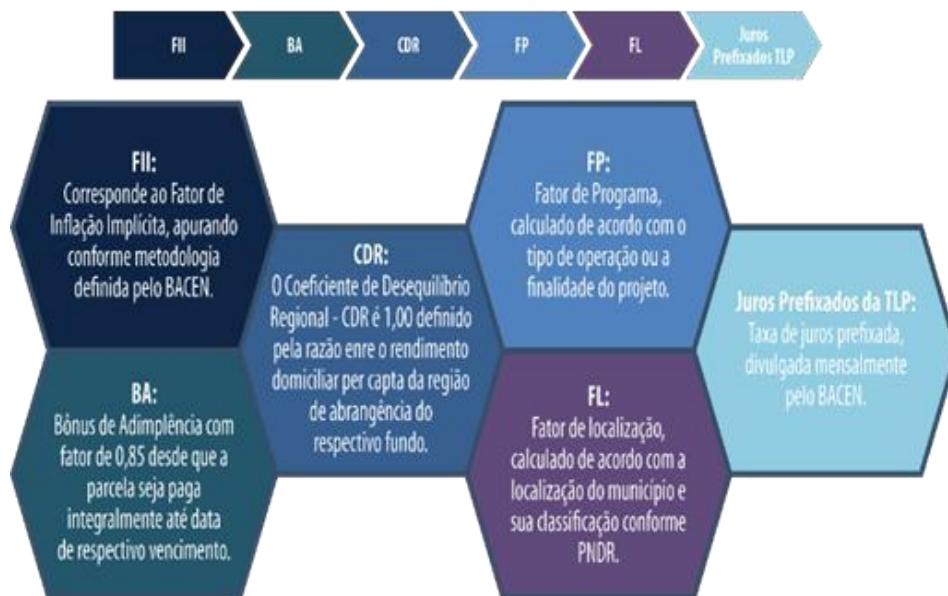 FII
BA
CDR
FP
FL
Juros
Prefixados TLP
FII:
Corresponde ao Fator de
Inflação Implícita, apurando
conforme metodologia
definida pelo BACEN.
BA:
Bônus de Adimplência com
fator de 0,85 desde que a
parcela seja paga
integralmente até data
de respectivo vencimento.
CDR:
O Coeficiente de Desequilíbrio
Regional - CDR é 1,00 definido
pela razão enre o rendimento
domiciliar per capta da região
de abrangência do
respectivo fundo.
FP:
Fator de Programa,
calculado de acordo com o
tipo de operação ou a
finalidade do projeto.
FL:
Fator de localização,
calculado de acordo com a
localização do município e
sua classificação conforme
PNDR.
Juros Prefixados da TLP:
Taxa de juros prefixada,
divulgada mensalmente
pelo BACEN.